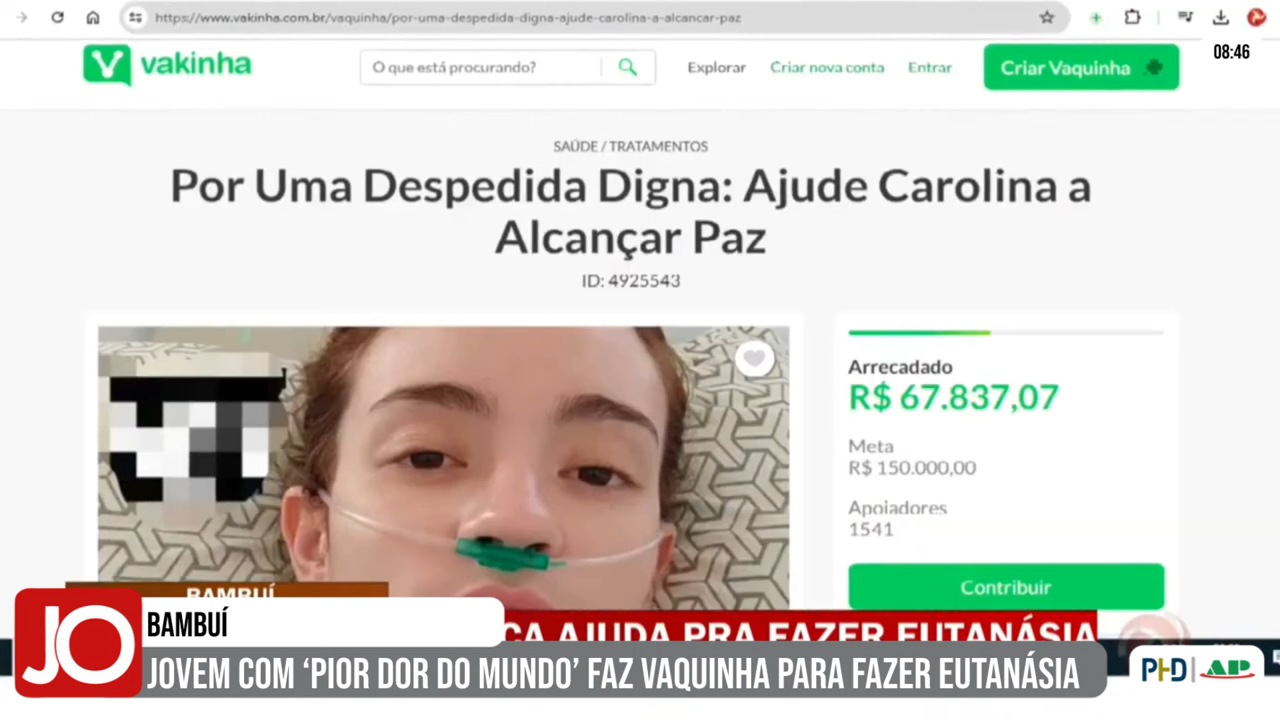 https://www.vakinha.com.br/vaquinha/por-uma-despedida-digna-ajude-carolina-a-alcancar-paz
08:46
vakinha
O que está procurando?
Explorar
Criar nova conta
Entrar
Criar Vaquinha
SAÚDE / TRATAMENTOS
Por Uma Despedida Digna: Ajude Carolina a
Alcançar Paz
ID: 4925543
Arrecadado
R$ 67.837,07
Meta
R$ 150.000,00
Apoiadores
1541
Contribuir
BAMBUÍ
JO
BAMBUÍ
AJUDA PRA FAZER EUTANÁSIA
JOVEM COM ‘PIOR DOR DO MUNDO’ FAZ VAQUINHA PARA FAZER EUTANÁSIA
PHD
AP